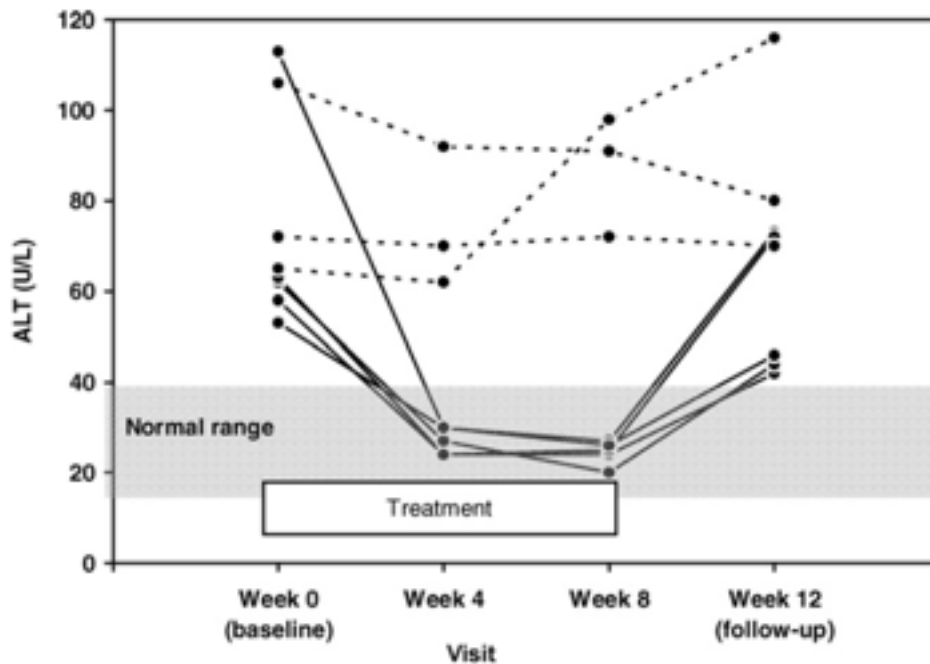 120
100
80
60
40
20
0
ALT (U/L)
Normal range
Treatment
Week 0 Week 4 Week 8 Week 12
(baseline) (follow-up)
Visit